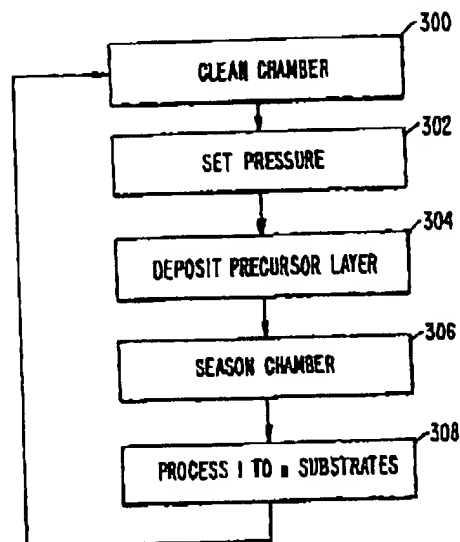 300
CLEAN CHAMBER
302
SET PRESSURE
304
DEPOSIT PRECURSOR LAYER
306
SEASON CHAMBER
308
PROCESS 1 TO n SUBSTRATES